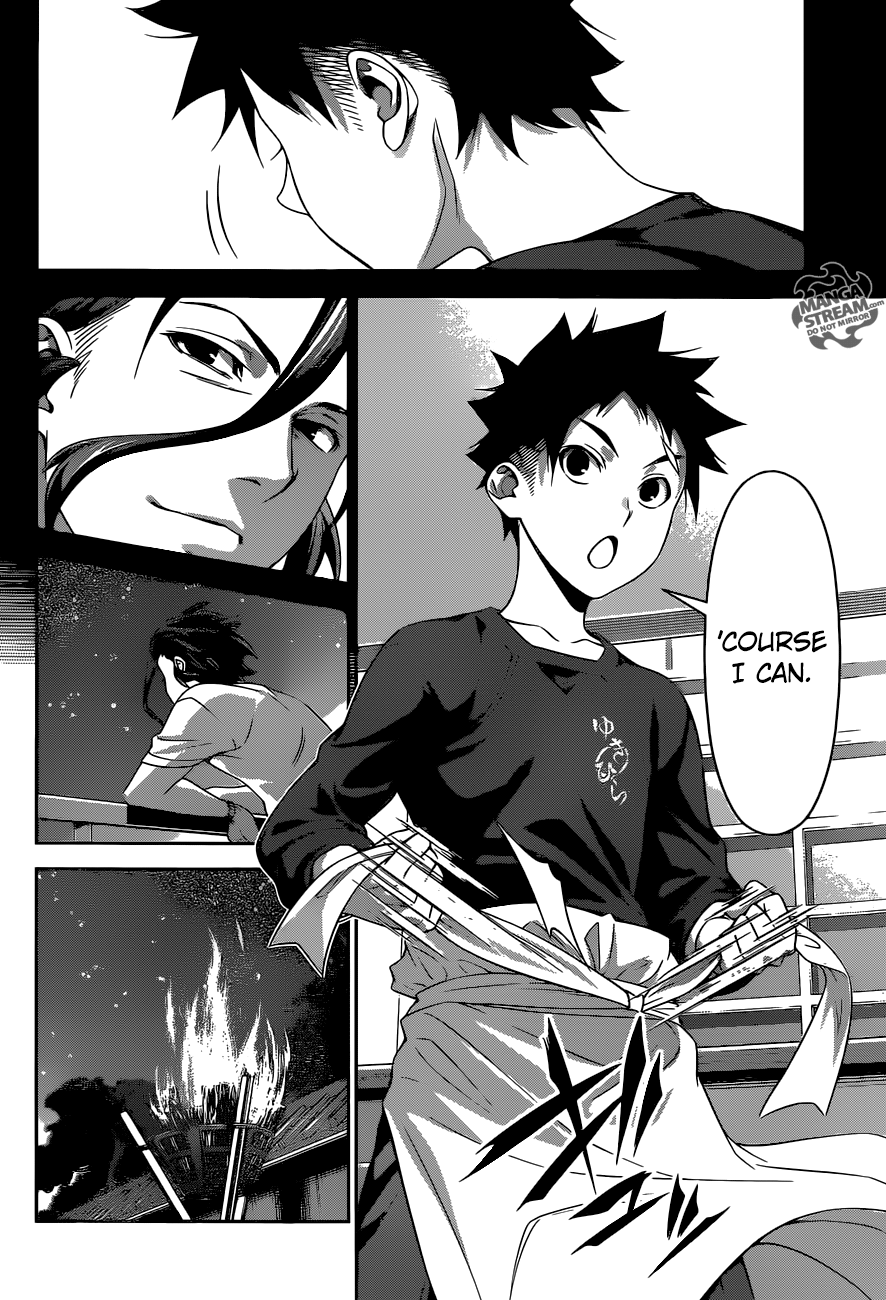 MANGA
STREAM.com
DO NOT MIRROR
'COURSE
I CAN.
ゆきひら